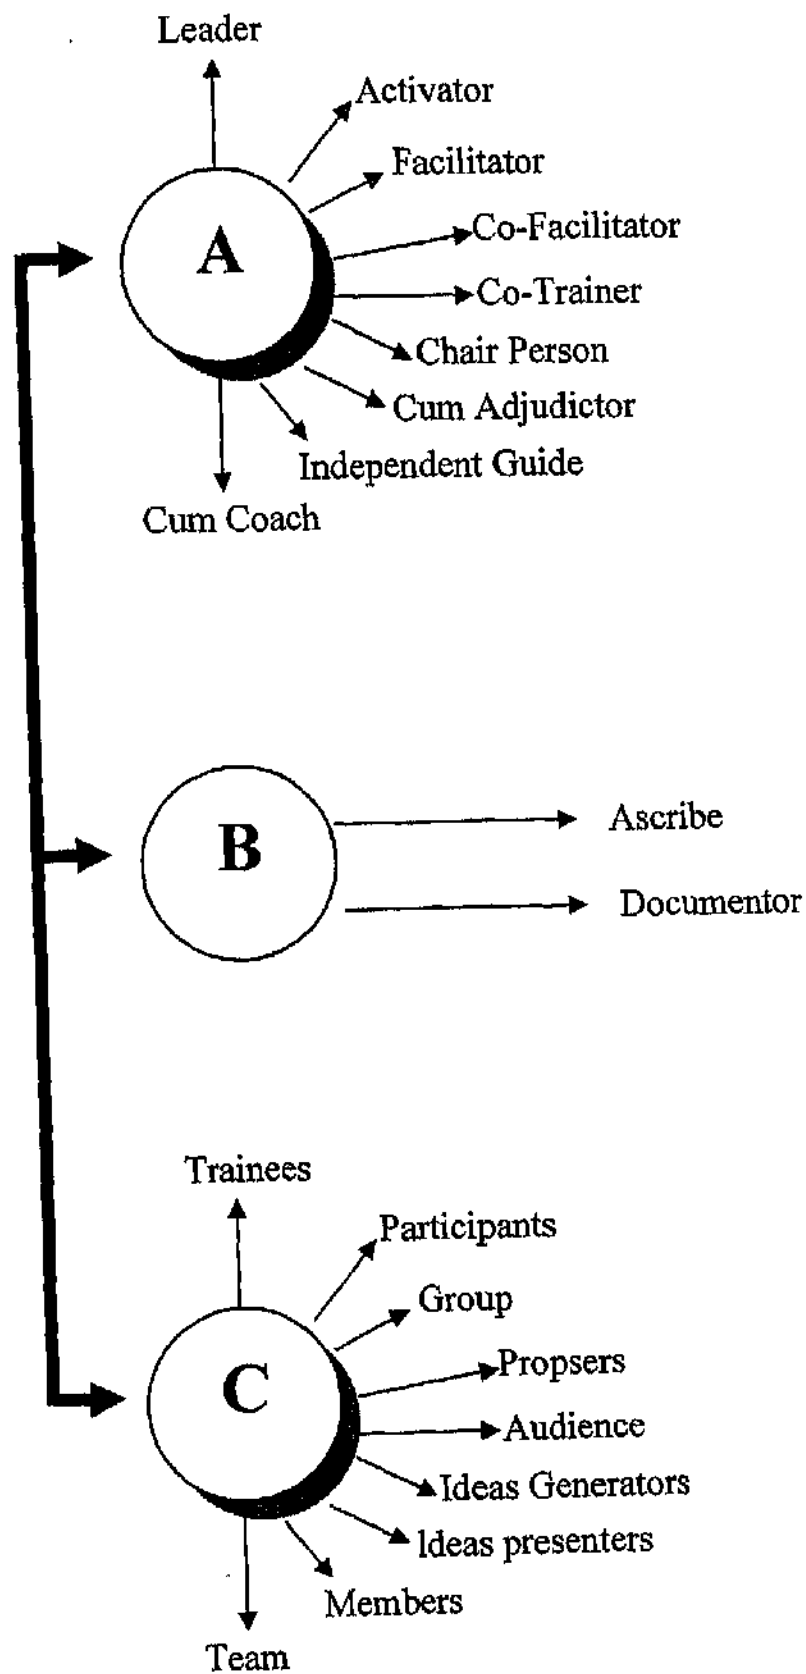 Leader
Activator
Facilitator
A
Co-Facilitator
Co-Trainer
Chair Person
Cum Adjudictor
Independent Guide
Cum Coach
B
Ascribe
Documentor
Trainees
Participants
Group
C
Propsers
Audience
Ideas Generators
Ideas presenters
Members
Team